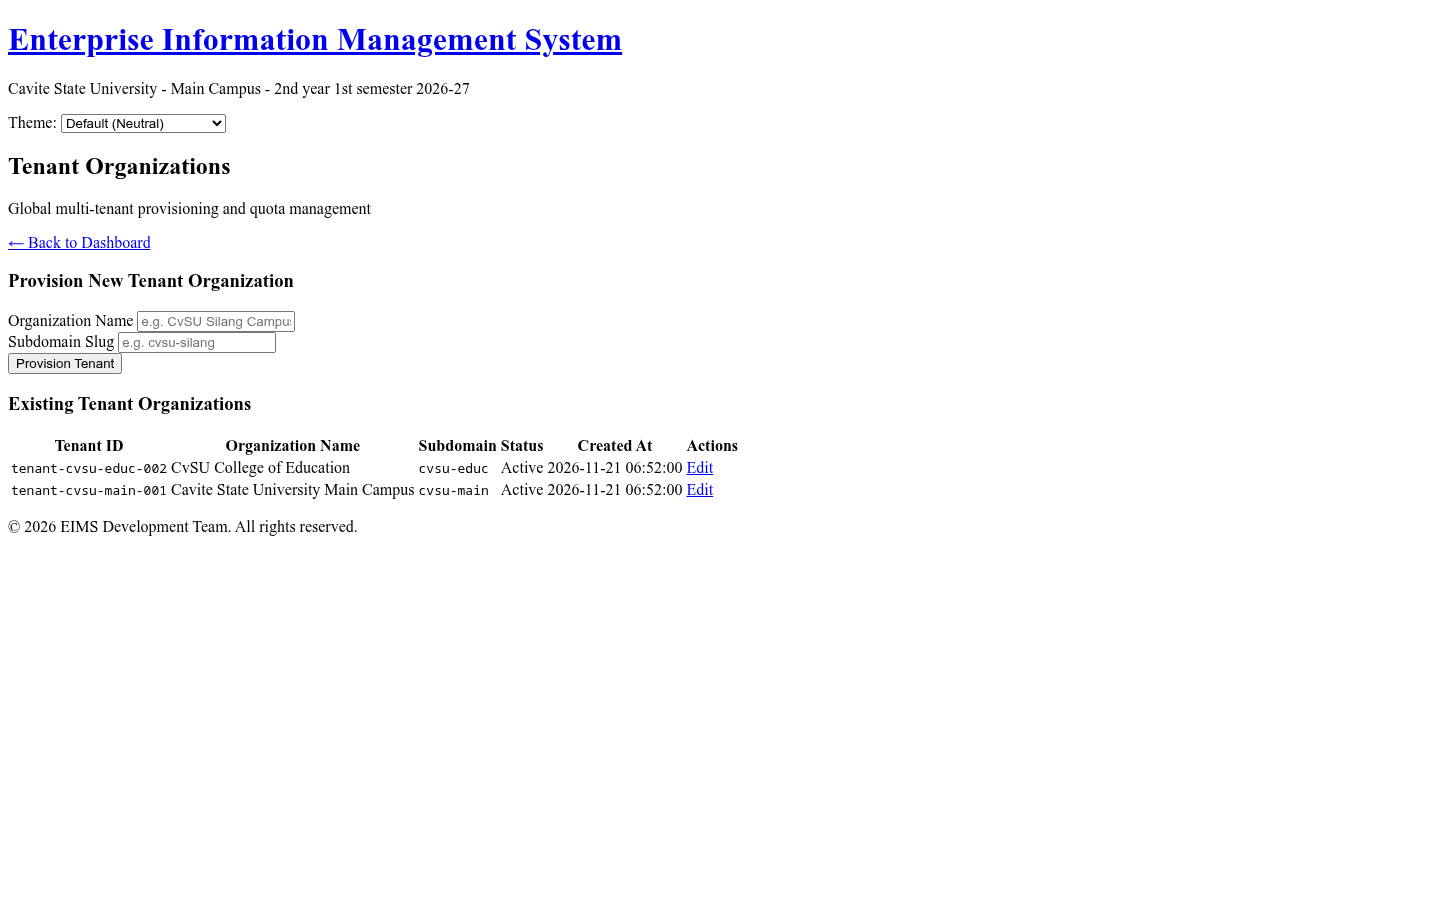 Enterprise Information Management System
Cavite State University - Main Campus - 2nd year 1st semester 2026-27
Theme: Default (Neutral)
Tenant Organizations
Global multi-tenant provisioning and quota management
← Back to Dashboard
Provision New Tenant Organization
Organization Name e.g. CvSU Silang Campus
Subdomain Slug e.g. cvsu-silang
Provision Tenant
Existing Tenant Organizations
Tenant ID Organization Name Subdomain Status Created At Actions
tenant-cvsu-educ-002 CvSU College of Education cvsu-educ Active 2026-11-21 06:52:00 Edit
tenant-cvsu-main-001 Cavite State University Main Campus cvsu-main Active 2026-11-21 06:52:00 Edit
© 2026 EIMS Development Team. All rights reserved.